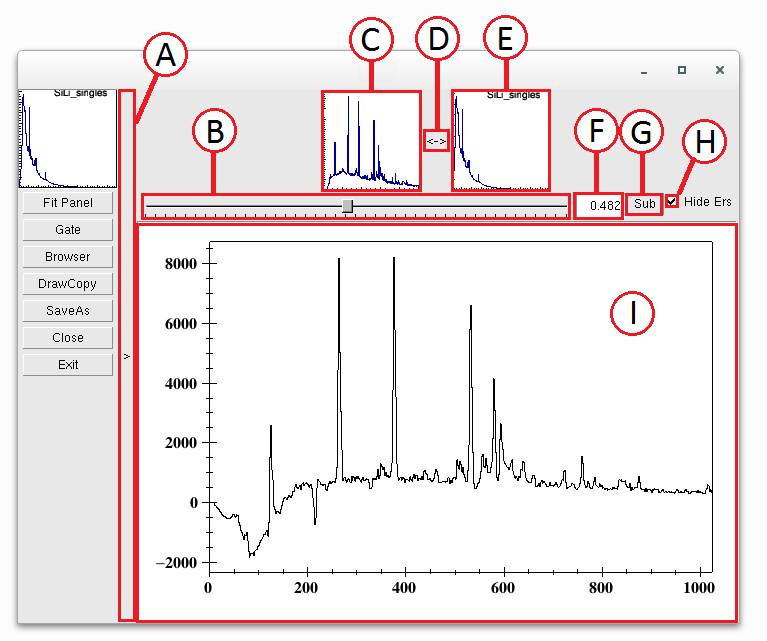 C
D
E
A
SiLi_singles
SiLi_singles
B
<->
F
G
H
0.482
Sub
Hide Ers
Fit Panel
Gate
Browser
DrawCopy
SaveAs
Close
Exit
>
I
8000
6000
4000
2000
0
−2000
0 200 400 600 800 1000